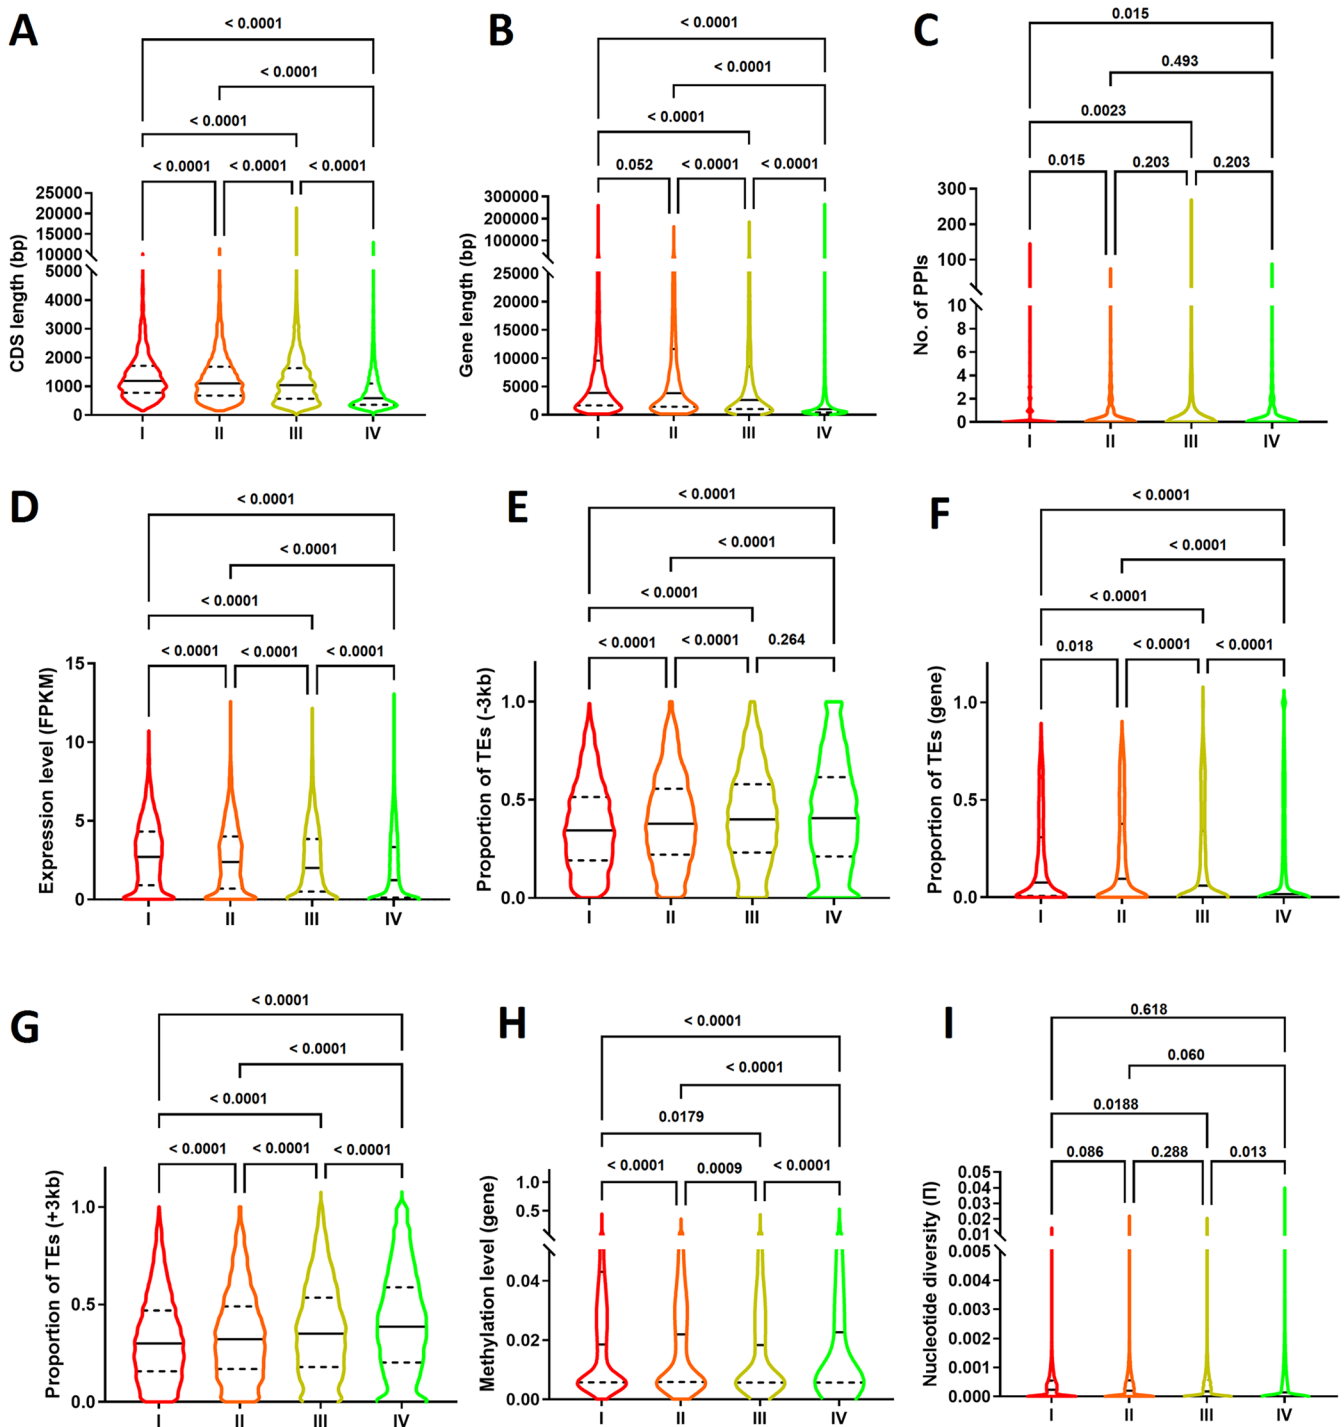 A
< 0.0001
< 0.0001
< 0.0001
< 0.0001 < 0.0001 < 0.0001
CDS length (bp)
25000
20000
15000
10000
5000
4000
3000
2000
1000
0
I II III IV
B
< 0.0001
< 0.0001
< 0.0001
0.052 < 0.0001 < 0.0001
Gene length (bp)
300000
200000
100000
25000
20000
15000
10000
5000
0
I II III IV
C
0.015
0.493
0.0023
0.015 0.203 0.203
No. of PPIs
300
200
100
10
8
6
4
2
0
I II III IV
D
< 0.0001
< 0.0001
< 0.0001
< 0.0001 < 0.0001 < 0.0001
Expression level (FPKM)
15
10
5
0
I II III IV
E
< 0.0001
< 0.0001
< 0.0001
< 0.0001 < 0.0001 0.264
Proportion of TEs (-3kb)
1.0
0.5
0.0
I II III IV
F
< 0.0001
< 0.0001
< 0.0001
0.018 < 0.0001 < 0.0001
Proportion of TEs (gene)
1.0
0.5
0.0
I II III IV
G
< 0.0001
< 0.0001
< 0.0001
< 0.0001 < 0.0001 < 0.0001
Proportion of TEs (+3kb)
1.0
0.5
0.0
I II III IV
H
< 0.0001
< 0.0001
0.0179
< 0.0001 0.0009 < 0.0001
Methylation level (gene)
1.0
0.5
0.04
0.02
0.00
I II III IV
I
0.618
0.060
0.0188
0.086 0.288 0.013
Nucleotide diversity (Π)
0.05
0.04
0.03
0.02
0.01
0.005
0.004
0.003
0.002
0.001
0.000
I II III IV